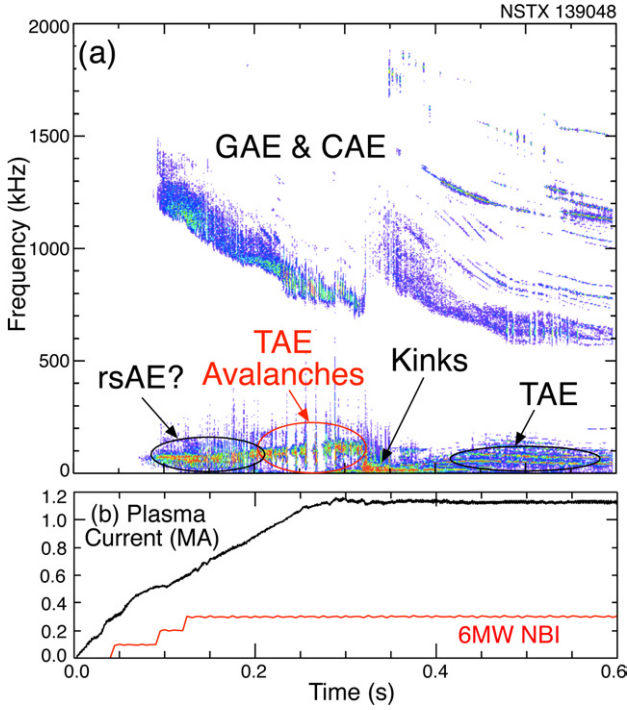 NSTX 139048
2000
(a)
1500
GAE & CAE
Frequency (kHz)
1000
500
TAE
Avalanches
Kinks
rsAE?
TAE
0
1.2
(b) Plasma
Current (MA)
1.0
0.8
0.6
0.4
0.2
6MW NBI
0.0
0.0 0.2 0.4 0.6
Time (s)